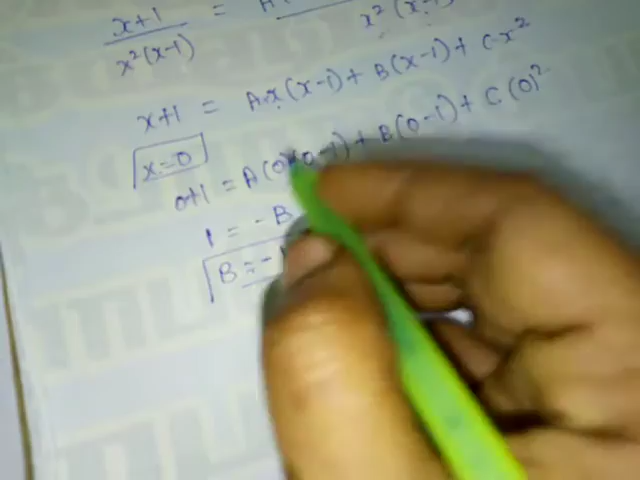 x+1 / x²(x-1) = A / x²(x-1)
x+1 = A·x(x-1) + B(x-1) + C·x²
x=0
0+1 = A(0)(0-1) + B(0-1) + C(0)²
1 = -B
B = -1